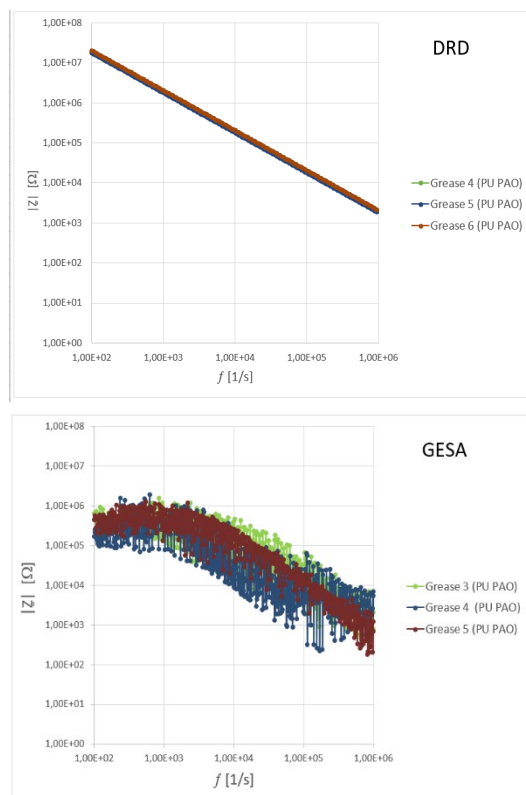 DRD
1,00E+08
1,00E+07
1,00E+06
1,00E+05
1,00E+04
1,00E+03
1,00E+02
1,00E+01
1,00E+00
|Z| [Ω]
1,00E+02 1,00E+03 1,00E+04 1,00E+05 1,00E+06
f [1/s]
Grease 4 (PU PAO)
Grease 5 (PU PAO)
Grease 6 (PU PAO)
GESA
1,00E+08
1,00E+07
1,00E+06
1,00E+05
1,00E+04
1,00E+03
1,00E+02
1,00E+01
1,00E+00
|Z| [Ω]
1,00E+02 1,00E+03 1,00E+04 1,00E+05 1,00E+06
f [1/s]
Grease 3 (PU PAO)
Grease 4 (PU PAO)
Grease 5 (PU PAO)